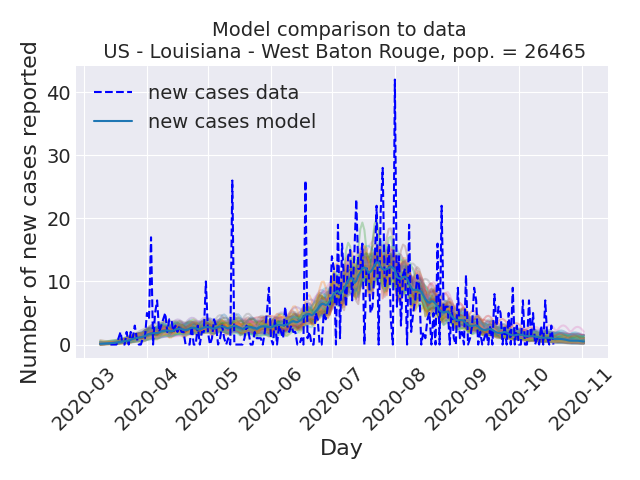 Model comparison to data
US - Louisiana - West Baton Rouge, pop. = 26465
Number of new cases reported
40
30
20
10
0
new cases data
new cases model
2020-03
2020-04
2020-05
2020-06
2020-07
2020-08
2020-09
2020-10
2020-11
Day